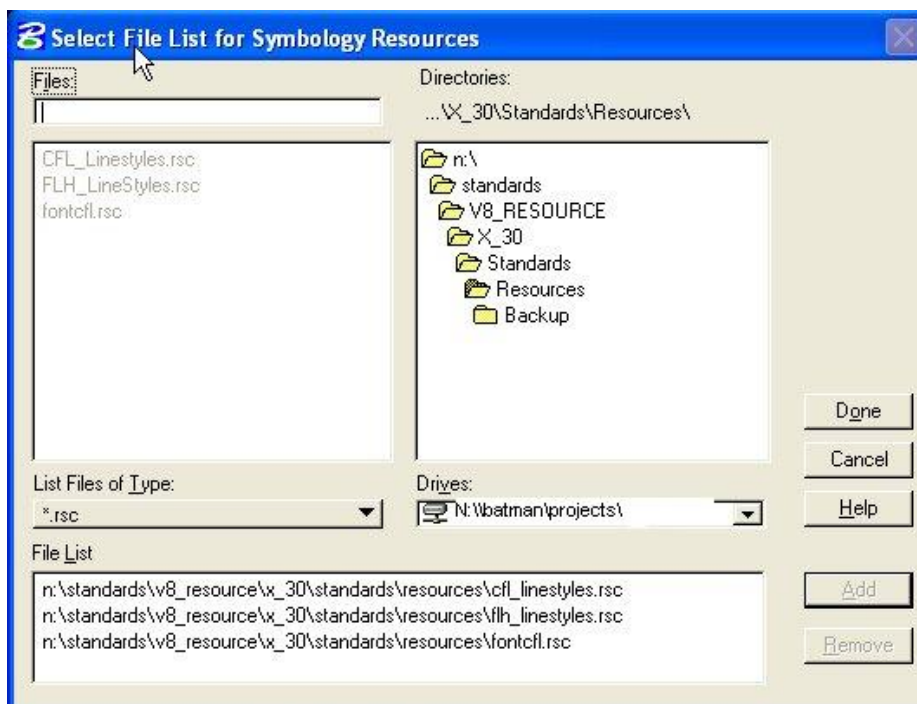 Select File List for Symbology Resources
Files:
Directories:
...\X_30\Standards\Resources\
CFL_Linestyles.rsc
FLH_LineStyles.rsc
fontcfl.rsc
n:\
standards
V8_RESOURCE
X_30
Standards
Resources
Backup
Done
Cancel
Help
List Files of Type:
*.rsc
Drives:
N:\\batman\projects\
File List
n:\standards\v8_resource\x_30\standards\resources\cfl_linestyles.rsc
n:\standards\v8_resource\x_30\standards\resources\flh_linestyles.rsc
n:\standards\v8_resource\x_30\standards\resources\fontcfl.rsc
Add
Remove